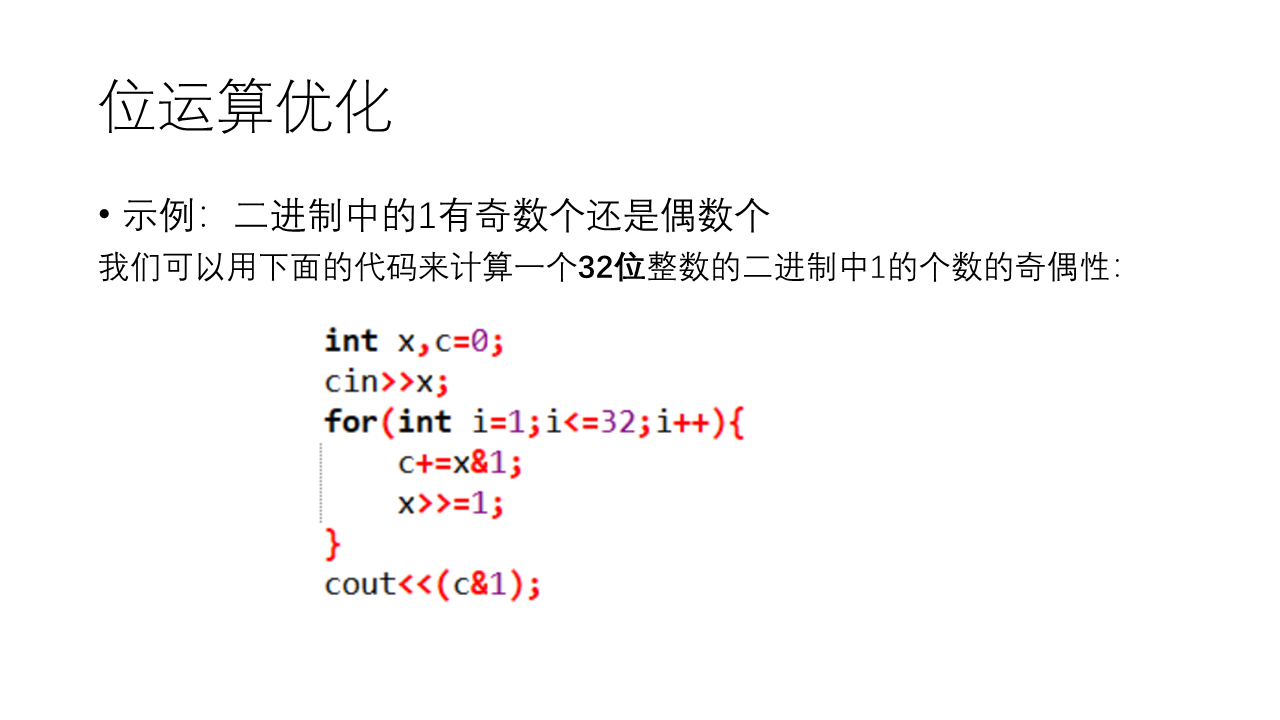 位运算优化
• 示例：二进制中的1有奇数个还是偶数个
我们可以用下面的代码来计算一个32位整数的二进制中1的个数的奇偶性：
int x,c=0;
cin>>x;
for(int i=1;i<=32;i++){
    c+=x&1;
    x>>=1;
}
cout<<(c&1);